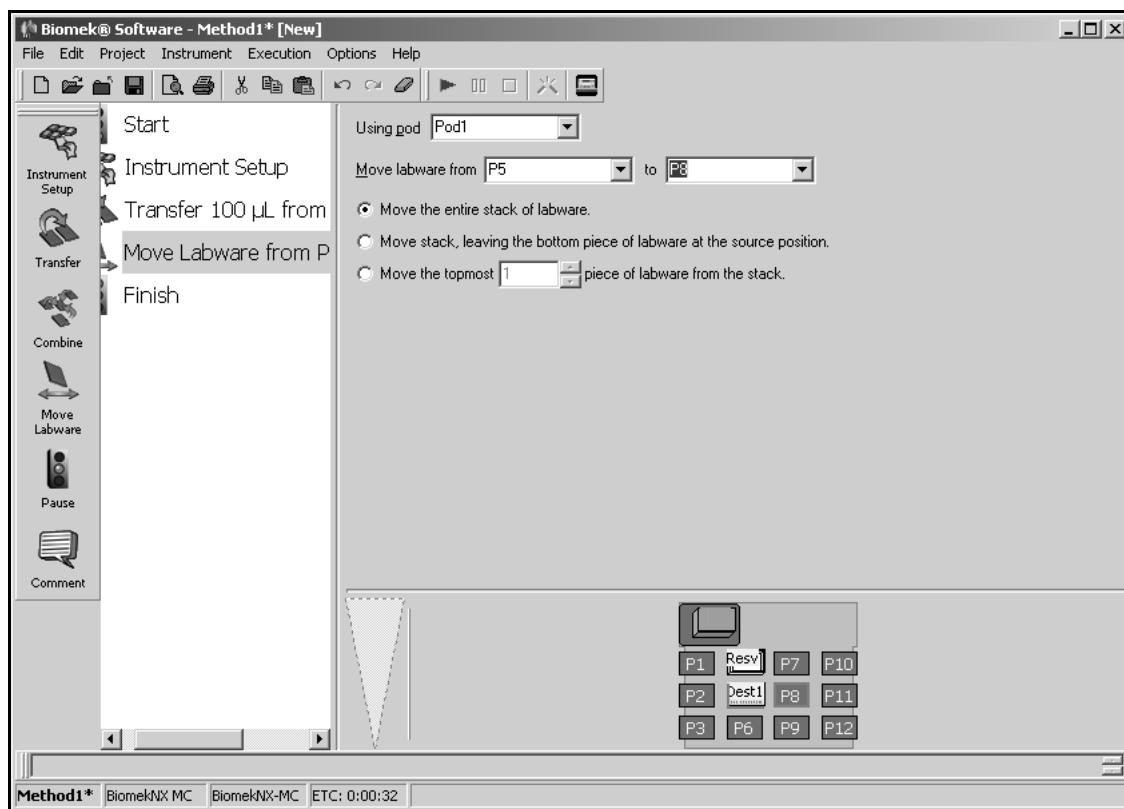 Biomek® Software - Method1* [New]
File Edit Project Instrument Execution Options Help
Instrument Setup
Transfer
Combine
Move Labware
Pause
Comment
Start
Instrument Setup
Transfer 100 µL from
Move Labware from P
Finish
Using pod Pod1
Move labware from P5 to P8
Move the entire stack of labware.
Move stack, leaving the bottom piece of labware at the source position.
Move the topmost 1 piece of labware from the stack.
P1 Resv P7 P10
P2 Dest1 P8 P11
P3 P6 P9 P12
Method1* BiomekNX MC BiomekNX-MC ETC: 0:00:32